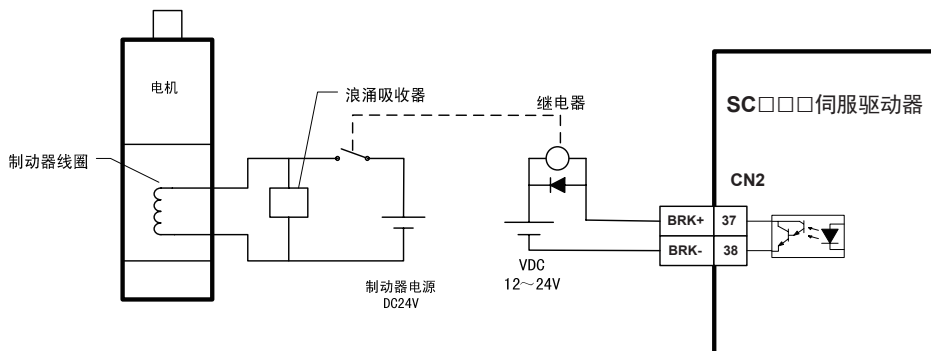 电机
浪涌吸收器
继电器
SC□□□伺服驱动器
制动器线圈
CN2
BRK+ 37
BRK- 38
VDC
12～24V
制动器电源
DC24V